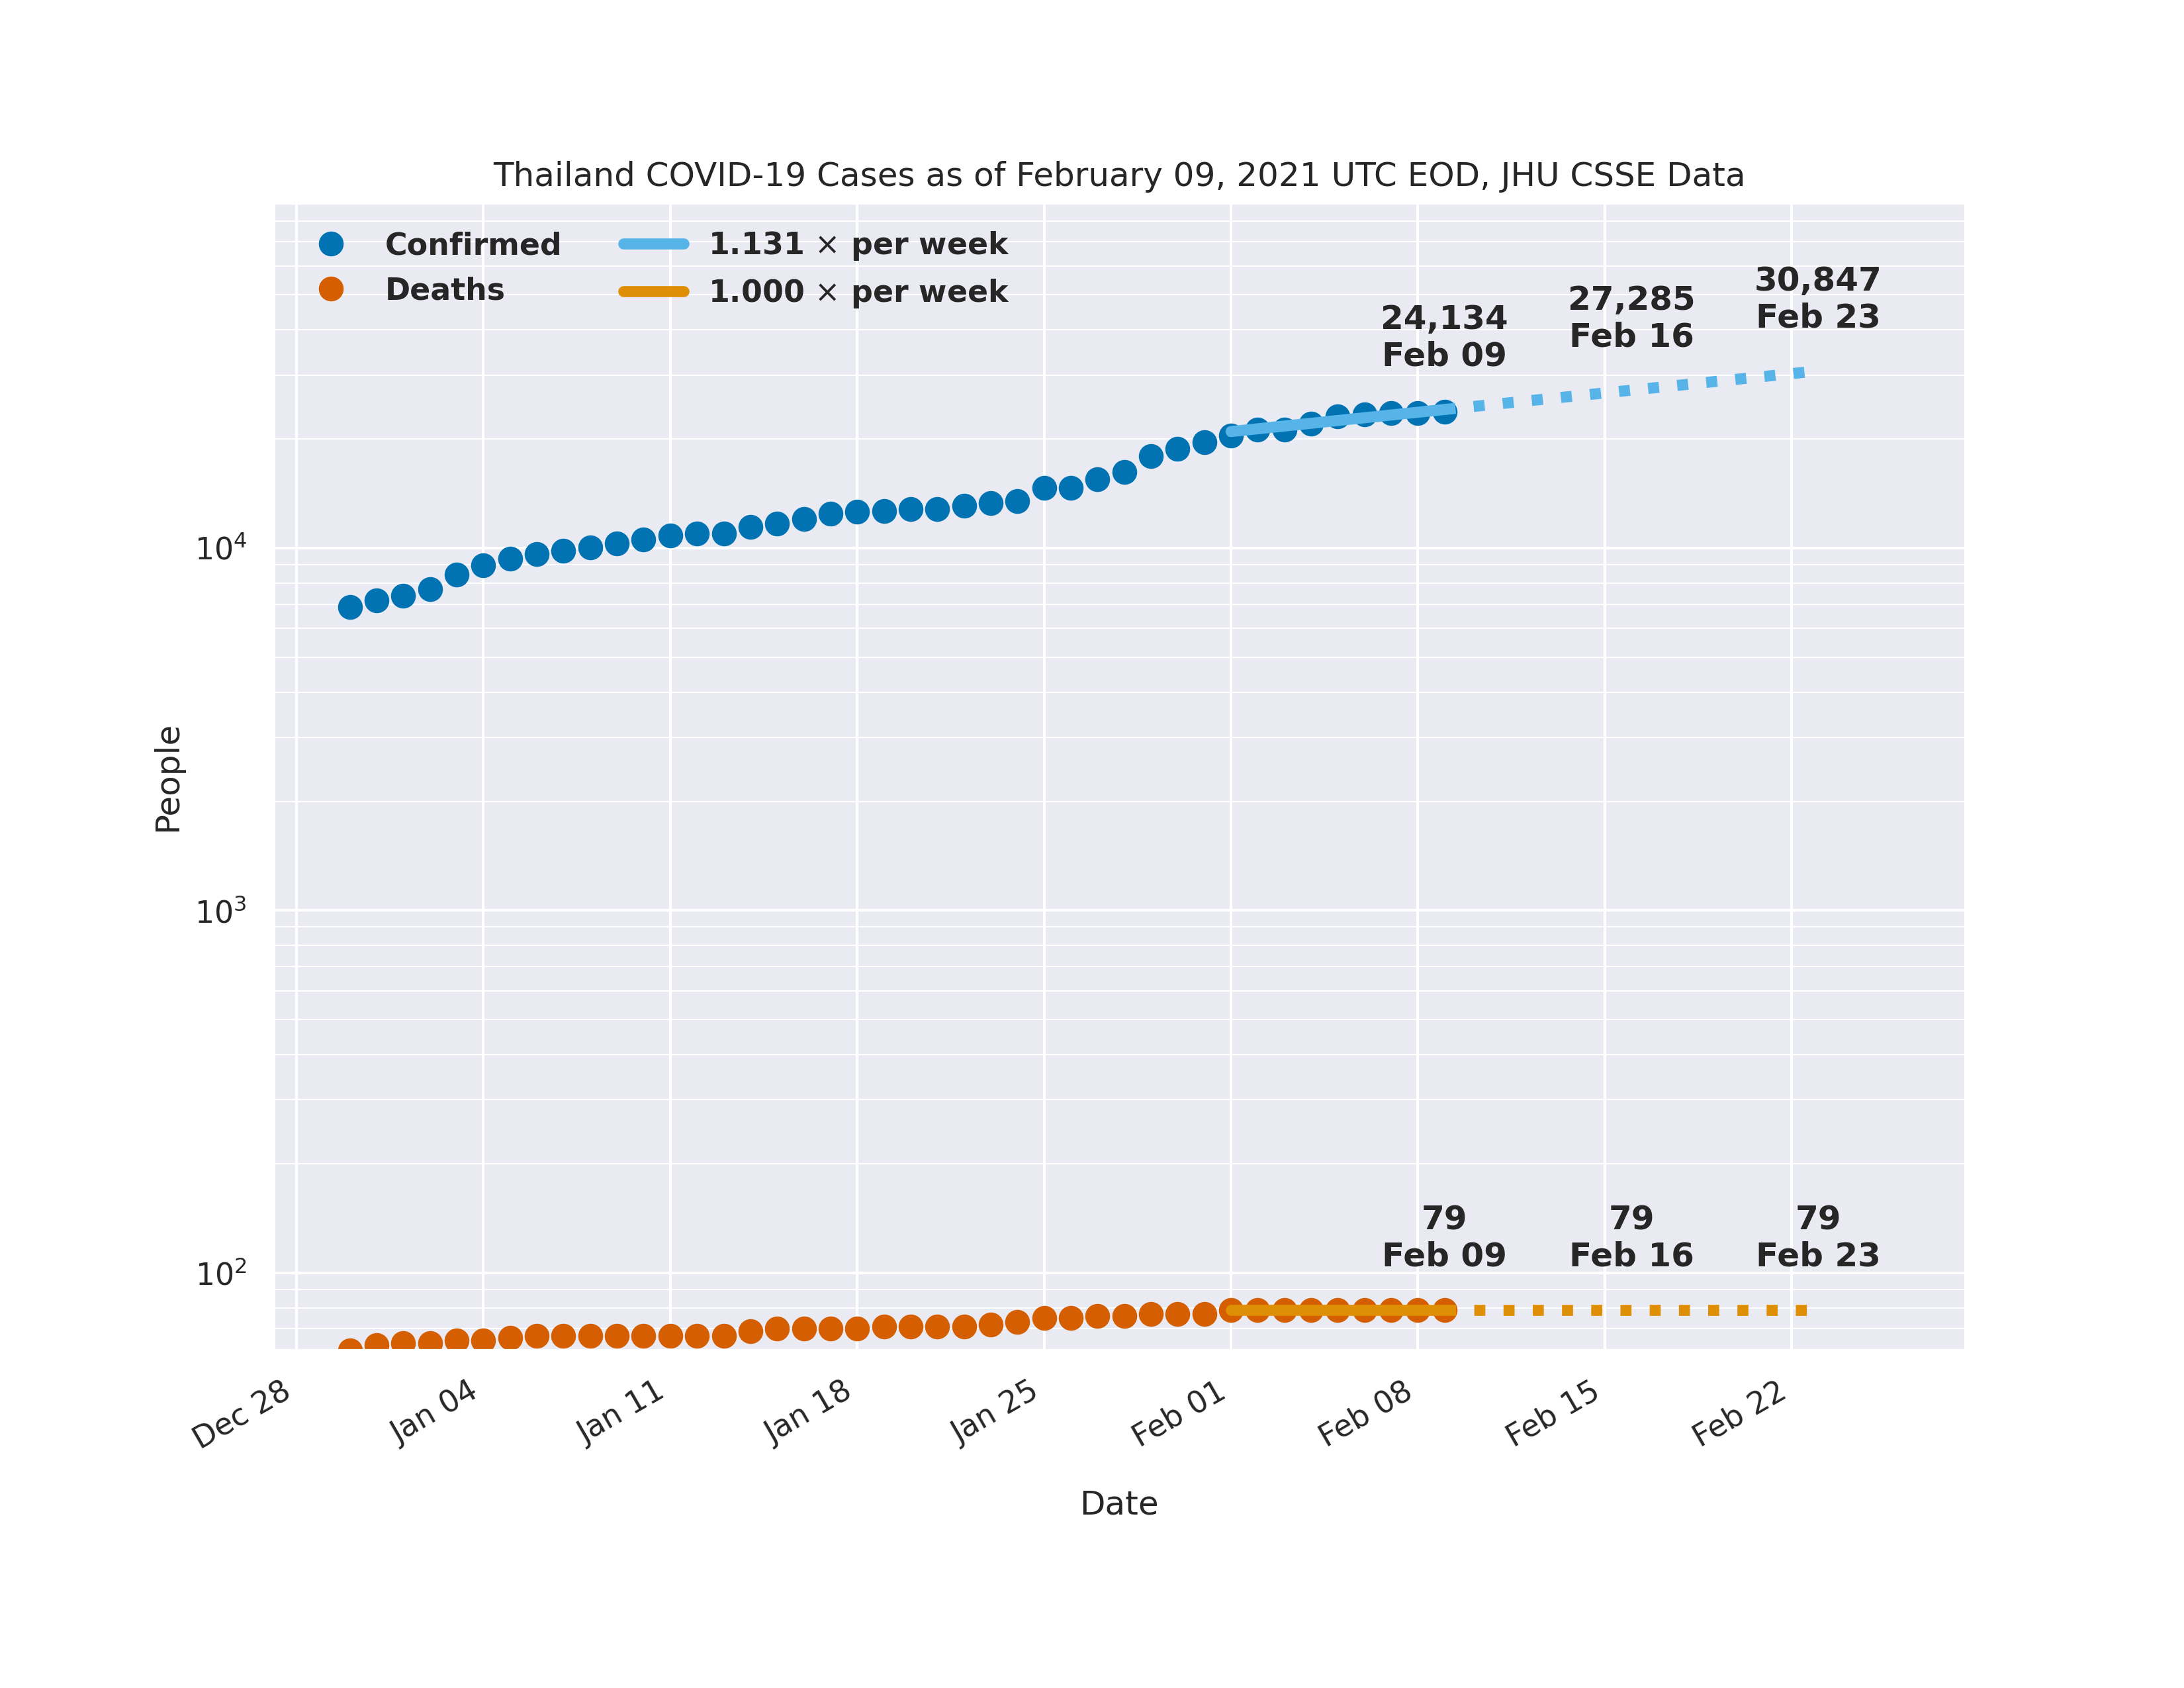 Thailand COVID-19 Cases as of February 09, 2021 UTC EOD, JHU CSSE Data
Confirmed
Deaths
1.131 × per week
1.000 × per week
24,134
Feb 09
27,285
Feb 16
30,847
Feb 23
79
Feb 09
79
Feb 16
79
Feb 23
People
10⁴
10³
10²
Dec 28
Jan 04
Jan 11
Jan 18
Jan 25
Feb 01
Feb 08
Feb 15
Feb 22
Date